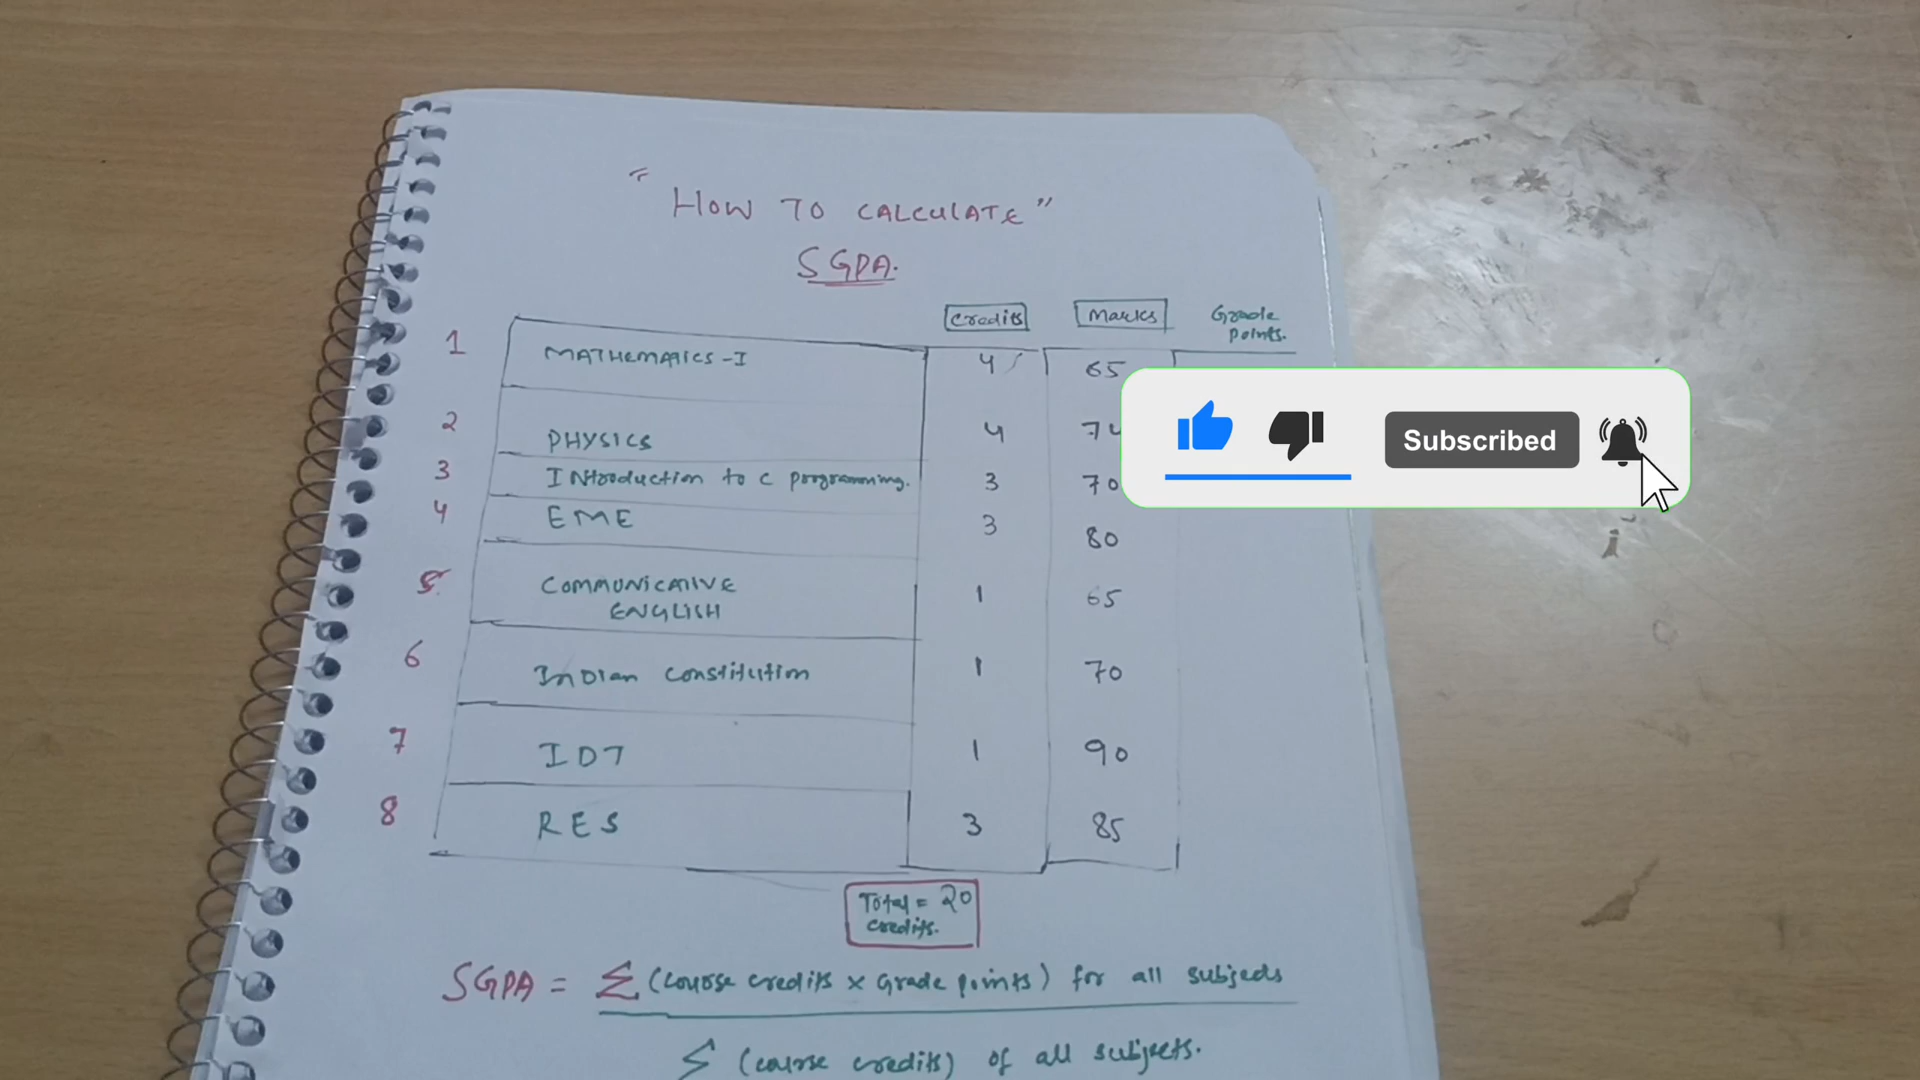 "HOW TO CALCULATE"
SGPA.
Credits Marks Grade points.
1 MATHEMATICS-I 4 65
2 PHYSICS 4 74
3 INtroduction to C programming. 3 70
4 EME 3 80
5. COMMUNICATIVE ENGLISH 1 65
6 Indian Constitution 1 70
7 IDT 1 90
8 RES 3 85
Total = 20
Credits.
SGPA = Σ (course credits x Grade points) for all subjects
Σ (course credits) of all subjects.
Subscribed